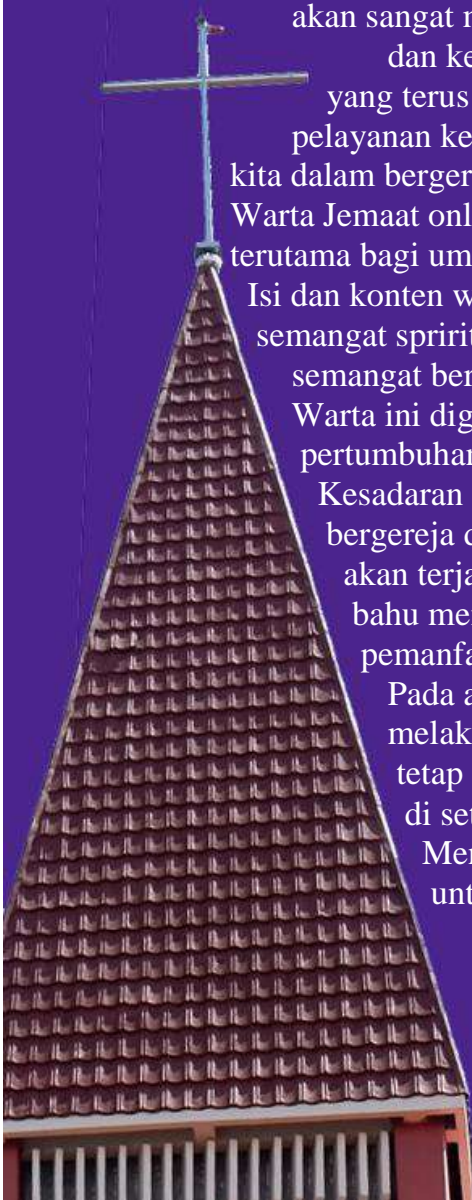 akan sangat
dan ke
yang terus
pelayanan ke
kita dalam berger
Warta Jemaat onl
terutama bagi um
Isi dan konten w
semangat spririt
semangat ber
Warta ini dig
pertumbuhan
Kesadaran
bergereja d
akan terja
bahu me
pemanfa
Pada a
melak
tetap
di set
Me
unt